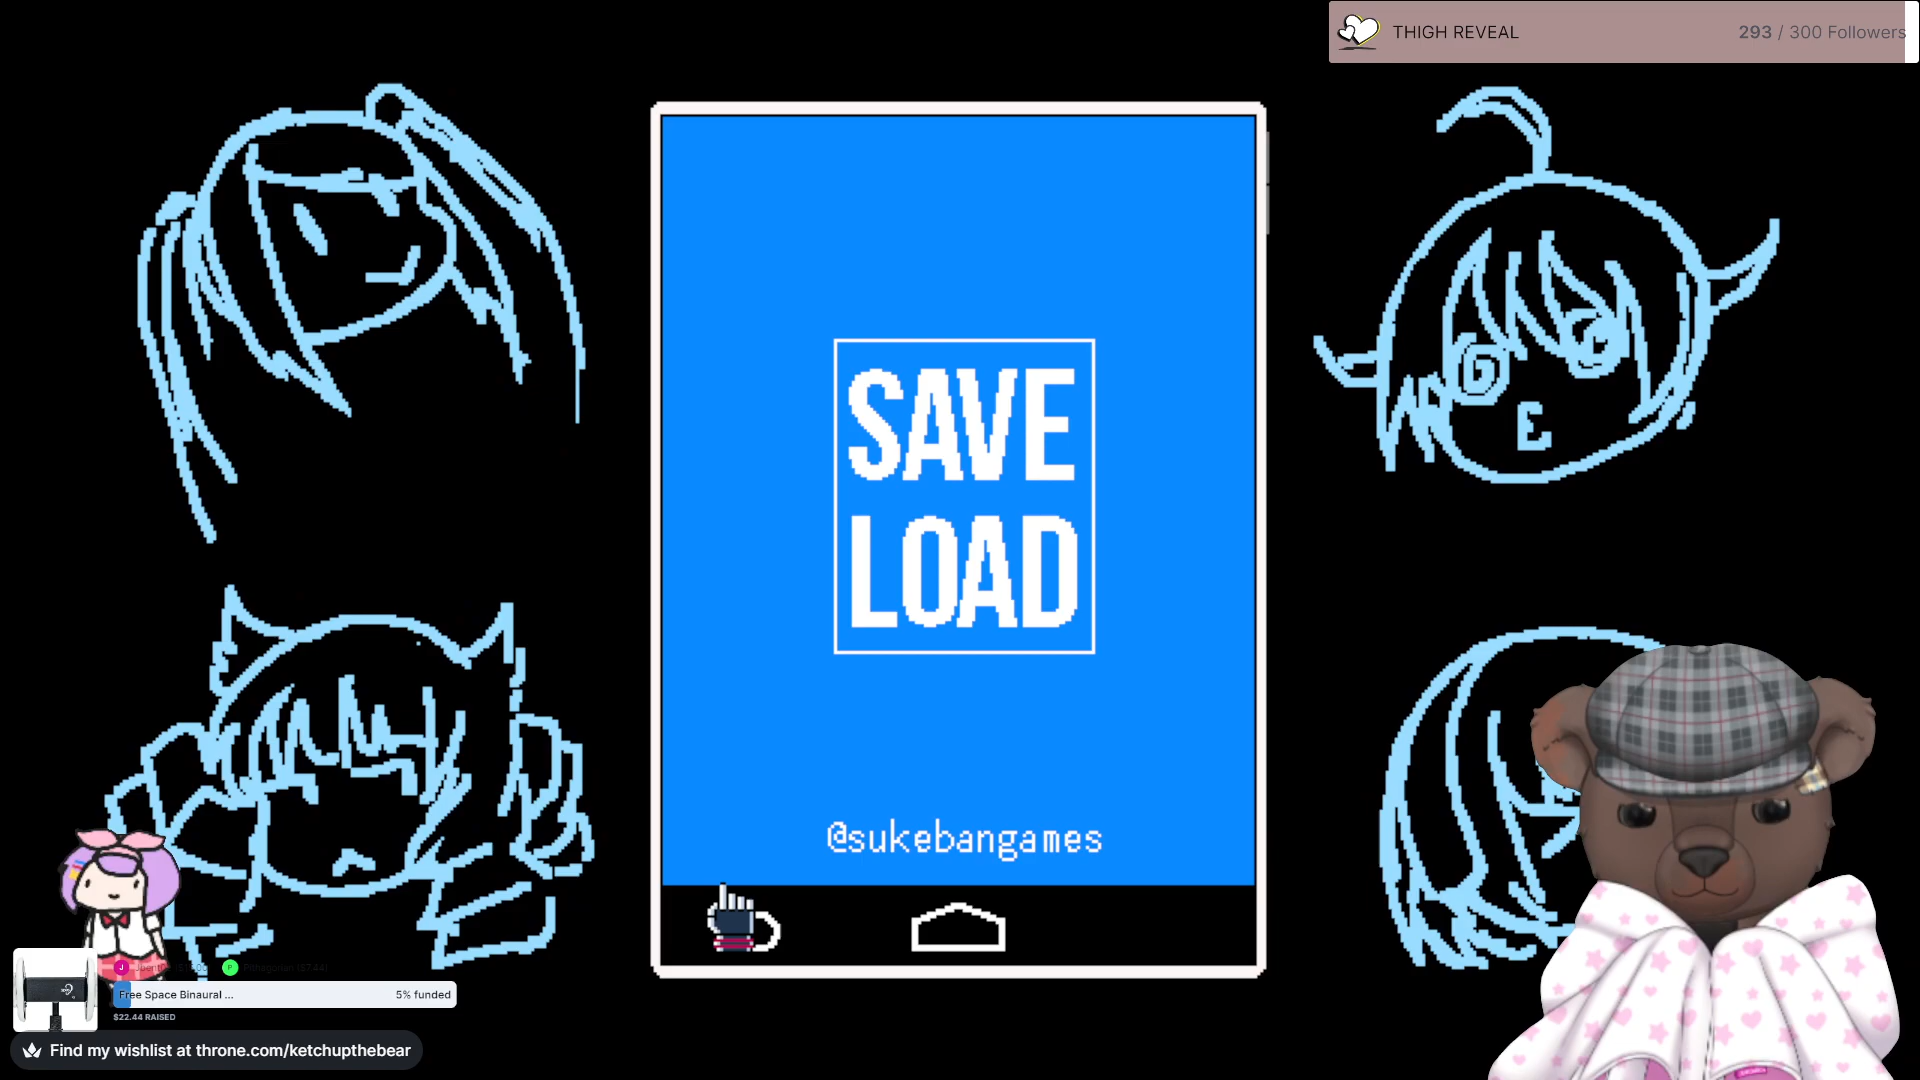 THIGH REVEAL 293 / 300 Followers
SAVE
LOAD
@sukebangames
Free Space Binaural ... 5% funded
$22.44 RAISED
Find my wishlist at throne.com/ketchupthebear